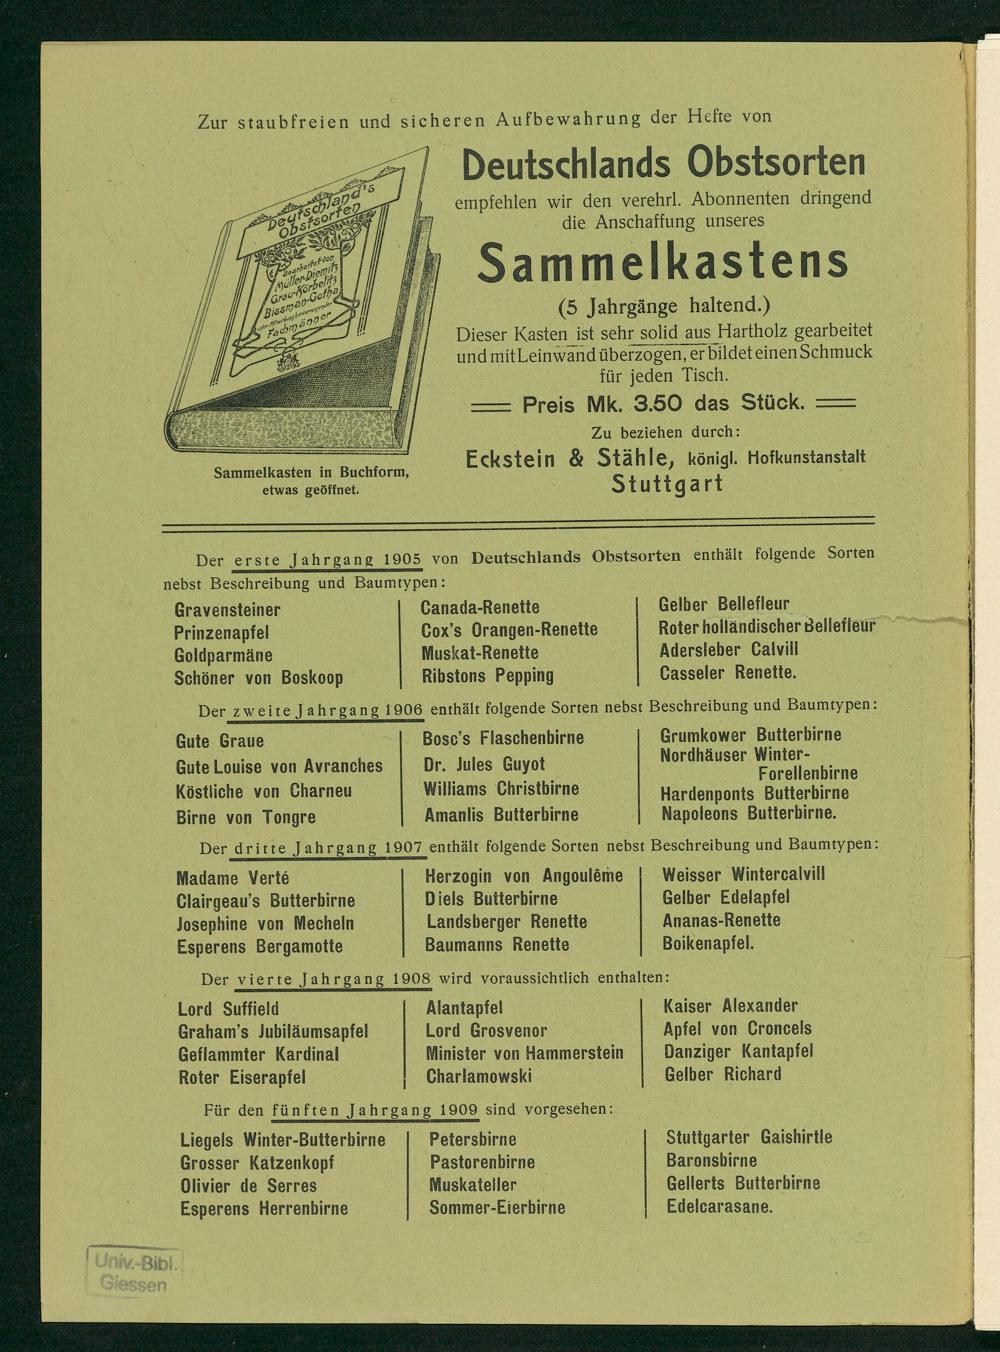 Zur staubfreien und sicheren Aufbewahrung der Hefte von
Deutschland's
Obstsorten
Bearbeitet von
Müller-Diemitz
Grau-Körbelitz
Bissman-Gotha
Fachmänner
Sammelkasten in Buchform,
etwas geöffnet.
Deutschlands Obstsorten
empfehlen wir den verehrl. Abonnenten dringend
die Anschaffung unseres
Sammelkastens
(5 Jahrgänge haltend.)
Dieser Kasten ist sehr solid aus Hartholz gearbeitet
und mit Leinwand überzogen, er bildet einen Schmuck
für jeden Tisch.
Preis Mk. 3.50 das Stück.
Zu beziehen durch:
Eckstein & Stähle, königl. Hofkunstanstalt
Stuttgart
Der erste Jahrgang 1905 von Deutschlands Obstsorten enthält folgende Sorten
nebst Beschreibung und Baumtypen:
Gravensteiner
Prinzenapfel
Goldparmäne
Schöner von Boskoop
Canada-Renette
Cox's Orangen-Renette
Muskat-Renette
Ribstons Pepping
Gelber Bellefleur
Roter holländischer Bellefleur
Adersleber Calvill
Casseler Renette.
Der zweite Jahrgang 1906 enthält folgende Sorten nebst Beschreibung und Baumtypen:
Gute Graue
Gute Louise von Avranches
Köstliche von Charneu
Birne von Tongre
Bosc's Flaschenbirne
Dr. Jules Guyot
Williams Christbirne
Amanlis Butterbirne
Grumkower Butterbirne
Nordhäuser Winter-
Forellenbirne
Hardenponts Butterbirne
Napoleons Butterbirne.
Der dritte Jahrgang 1907 enthält folgende Sorten nebst Beschreibung und Baumtypen:
Madame Verté
Clairgeau's Butterbirne
Josephine von Mecheln
Esperens Bergamotte
Herzogin von Angoulême
Diels Butterbirne
Landsberger Renette
Baumanns Renette
Weisser Wintercalvill
Gelber Edelapfel
Ananas-Renette
Boikenapfel.
Der vierte Jahrgang 1908 wird voraussichtlich enthalten:
Lord Suffield
Graham's Jubiläumsapfel
Geflammter Kardinal
Roter Eiserapfel
Alantapfel
Lord Grosvenor
Minister von Hammerstein
Charlamowski
Kaiser Alexander
Apfel von Croncels
Danziger Kantapfel
Gelber Richard
Für den fünften Jahrgang 1909 sind vorgesehen:
Liegels Winter-Butterbirne
Grosser Katzenkopf
Olivier de Serres
Esperens Herrenbirne
Petersbirne
Pastorenbirne
Muskateller
Sommer-Eierbirne
Stuttgarter Gaishirtle
Baronsbirne
Gellerts Butterbirne
Edelcarasane.
Univ.-Bibl.
Giessen